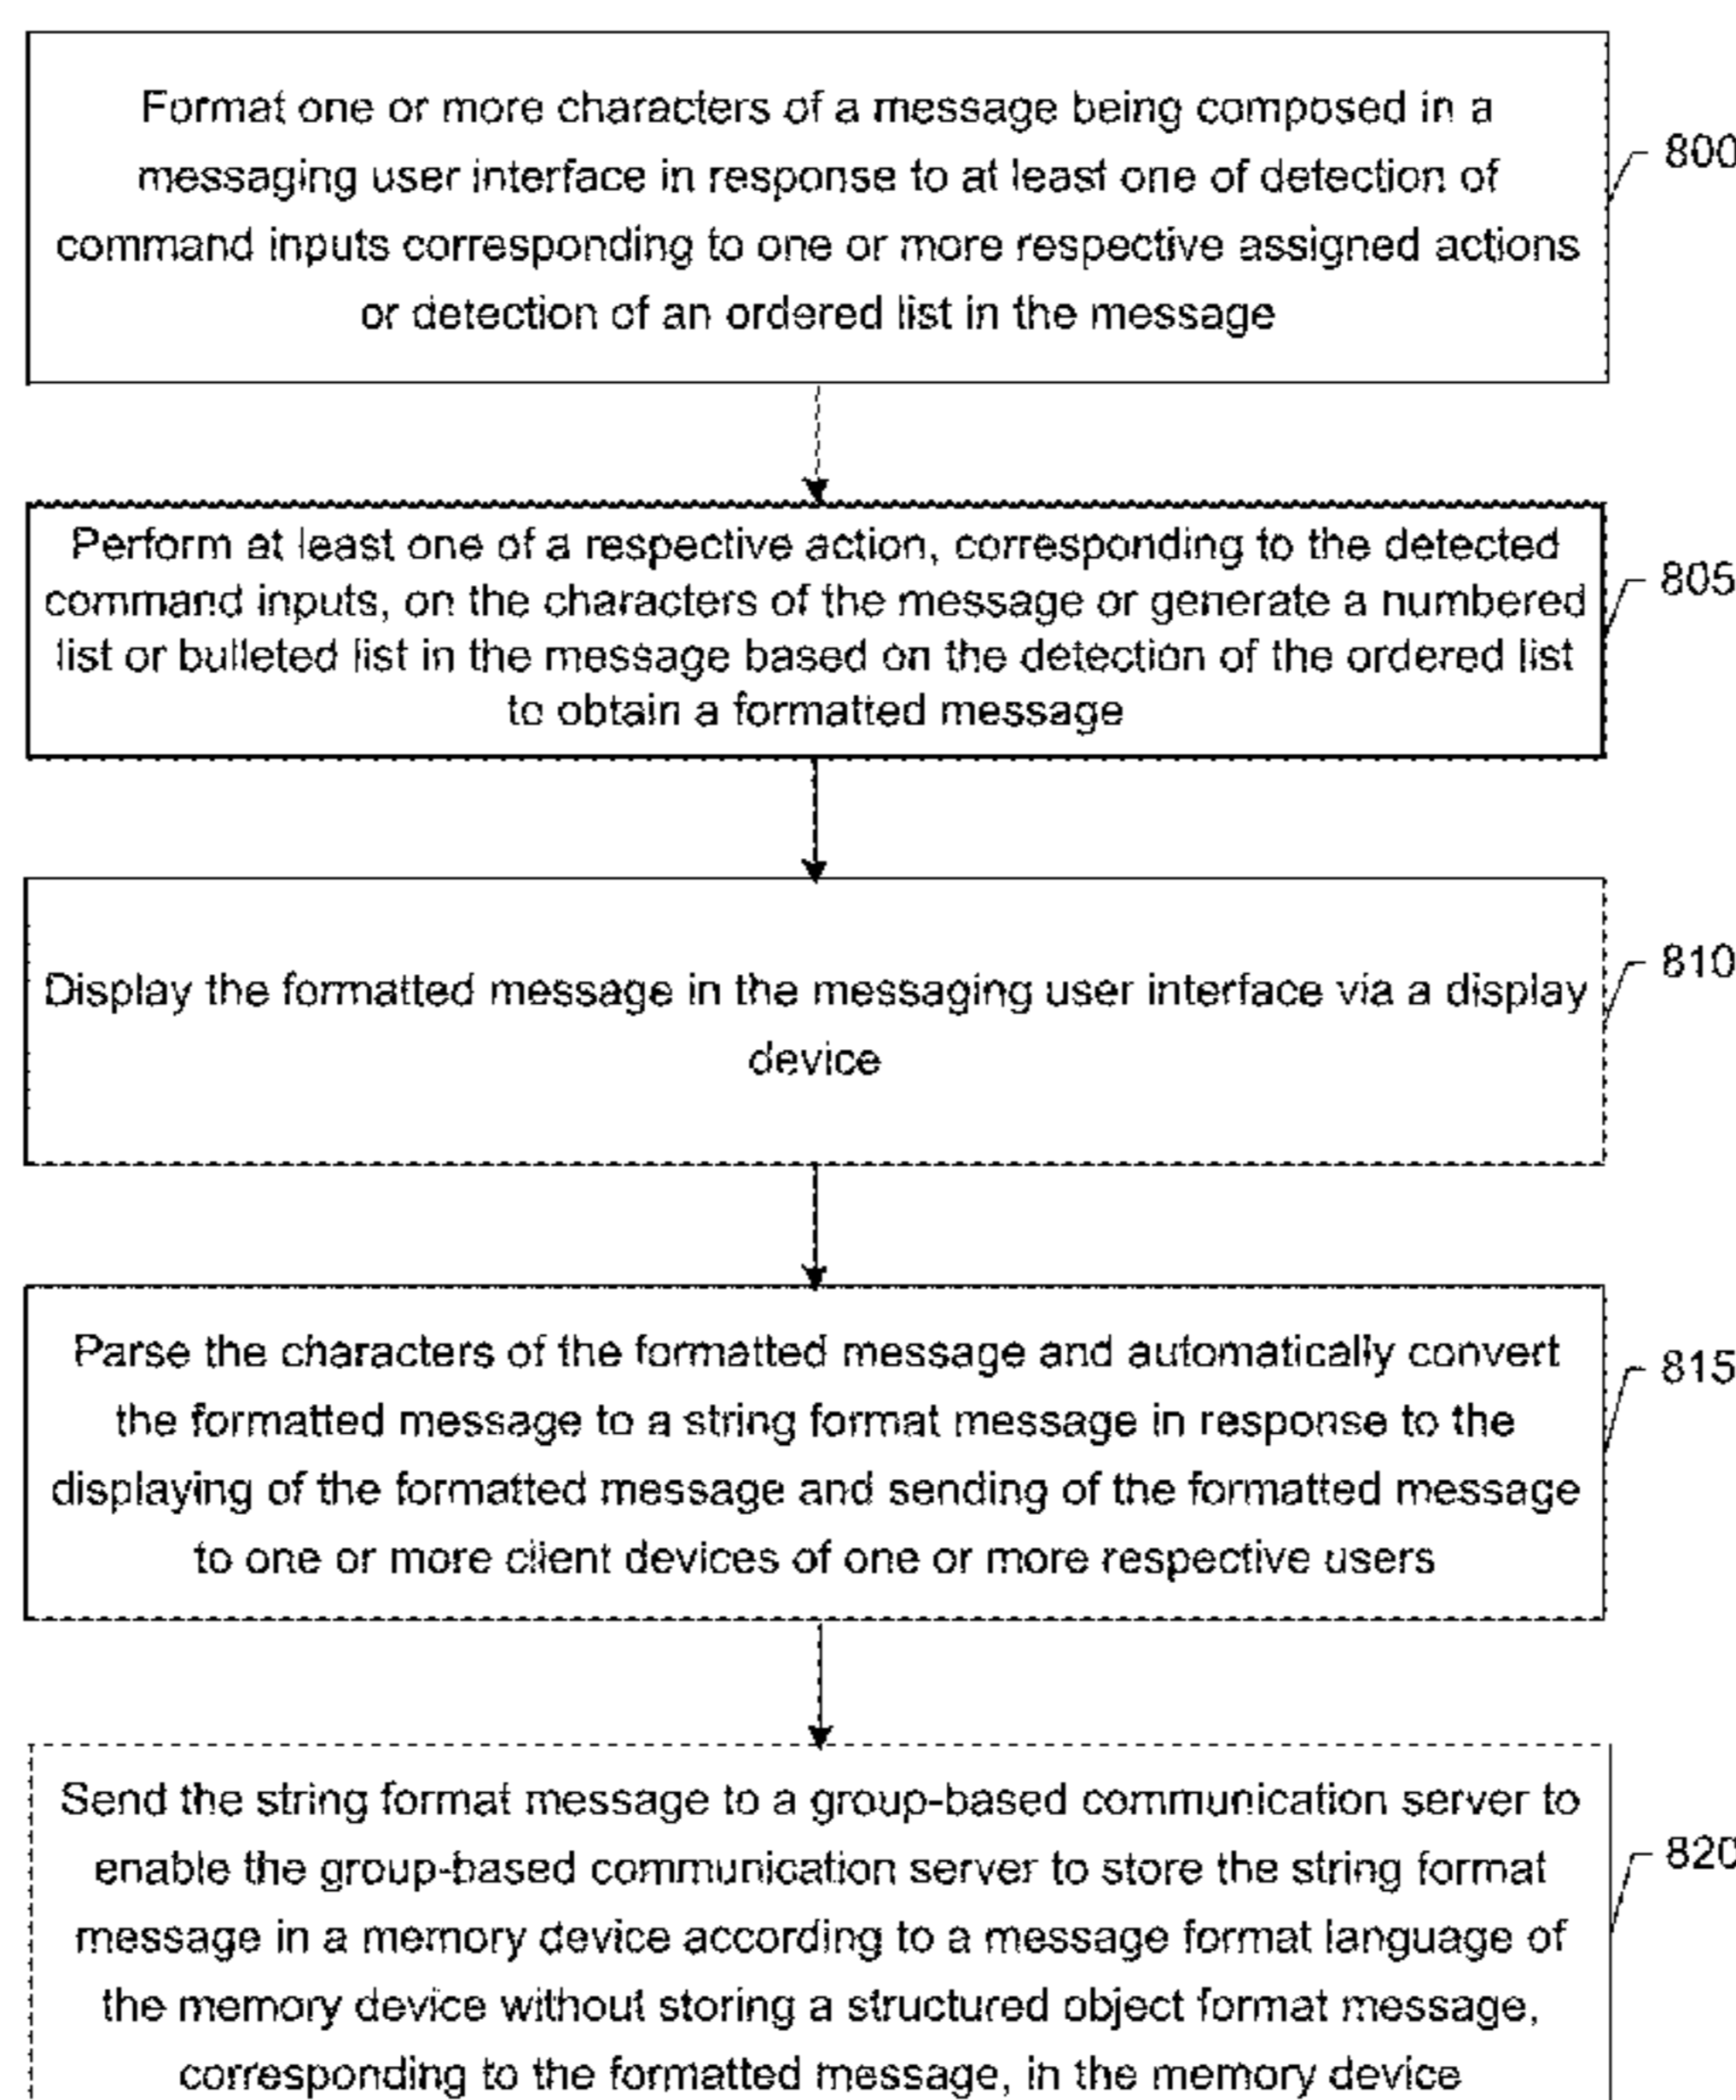 Format one or more characters of a message being composed in a
messaging user interface in response to at least one of detection of
command inputs corresponding to one or more respective assigned actions
or detection of an ordered list in the message
800
Perform at least one of a respective action, corresponding to the detected
command inputs, on the characters of the message or generate a numbered
list or bulleted list in the message based on the detection of the ordered list
to obtain a formatted message
805
Display the formatted message in the messaging user interface via a display
device
810
Parse the characters of the formatted message and automatically convert
the formatted message to a string format message in response to the
displaying of the formatted message and sending of the formatted message
to one or more client devices of one or more respective users
815
Send the string format message to a group-based communication server to
enable the group-based communication server to store the string format
message in a memory device according to a message format language of
the memory device without storing a structured object format message,
corresponding to the formatted message, in the memory device
820